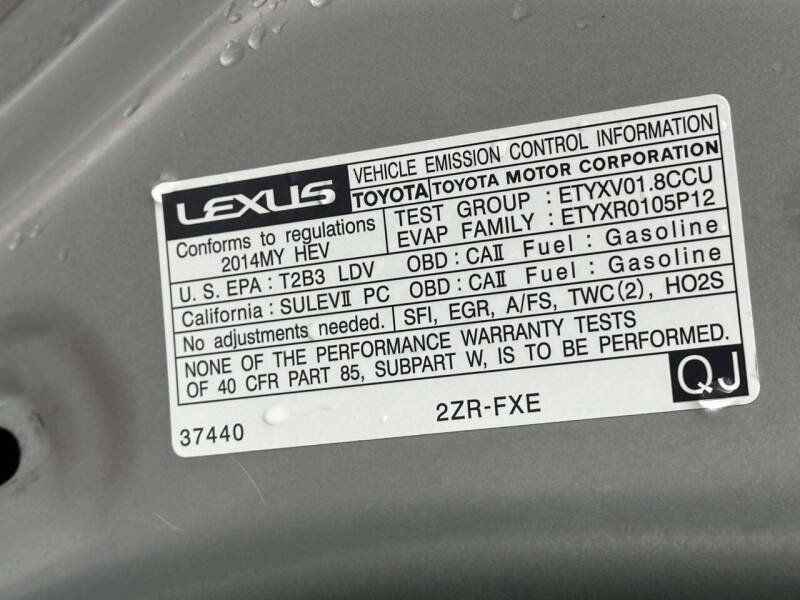 LEXUS
VEHICLE EMISSION CONTROL INFORMATION
TOYOTA TOYOTA MOTOR CORPORATION
Conforms to regulations
2014MY HEV
TEST GROUP : ETYXV01.8CCU
EVAP FAMILY : ETYXR0105P12
U. S. EPA : T2B3 LDV OBD : CAII Fuel : Gasoline
California : SULEVII PC OBD : CAII Fuel : Gasoline
No adjustments needed. SFI, EGR, A/FS, TWC(2), HO2S
NONE OF THE PERFORMANCE WARRANTY TESTS
OF 40 CFR PART 85, SUBPART W, IS TO BE PERFORMED.
QJ
37440 2ZR-FXE